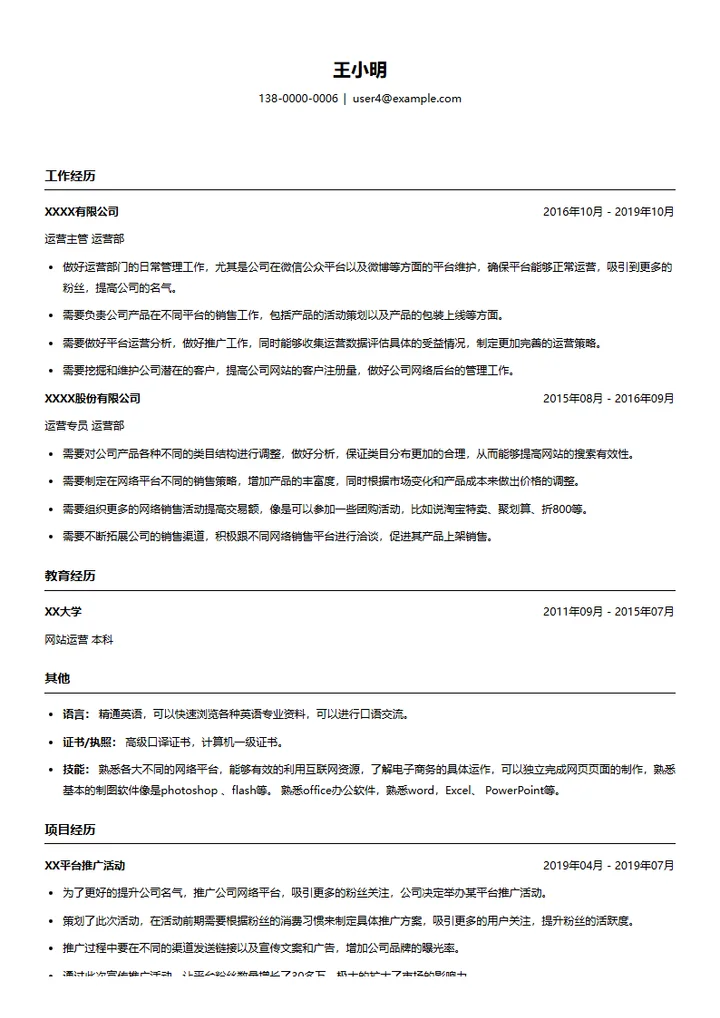 王小明
138-0000-0006 | user4@example.com
工作经历
XXXX有限公司 2016年10月 - 2019年10月
运营主管 运营部
• 做好运营部门的日常管理工作，尤其是公司在微信公众平台以及微博等方面的平台维护，确保平台能够正常运营，吸引到更多的
粉丝，提高公司的名气。
• 需要负责公司产品在不同平台的销售工作，包括产品的活动策划以及产品的包装上线等方面。
• 需要做好平台运营分析，做好推广工作，同时能够收集运营数据评估具体的受益情况，制定更加完善的运营策略。
• 需要挖掘和维护公司潜在的客户，提高公司网站的客户注册量，做好公司网络后台的管理工作。
XXXX股份有限公司 2015年08月 - 2016年09月
运营专员 运营部
• 需要对公司产品各种不同的类目结构进行调整，做好分析，保证类目分布更加的合理，从而能够提高网站的搜索有效性。
• 需要制定在网络平台不同的销售策略，增加产品的丰富度，同时根据市场变化和产品成本来做出价格的调整。
• 需要组织更多的网络销售活动提高交易额，像是可以参加一些团购活动，比如说淘宝特卖、聚划算、折800等。
• 需要不断拓展公司的销售渠道，积极跟不同网络销售平台进行洽谈，促进其产品上架销售。
教育经历
XX大学 2011年09月 - 2015年07月
网站运营 本科
其他
• 语言： 精通英语，可以快速浏览各种英语专业资料，可以进行口语交流。
• 证书/执照： 高级口译证书，计算机一级证书。
• 技能： 熟悉各大不同的网络平台，能够有效的利用互联网资源，了解电子商务的具体运作，可以独立完成网页页面的制作，熟悉
基本的制图软件像是photoshop 、flash等。 熟悉office办公软件，熟悉word，Excel、 PowerPoint等。
项目经历
XX平台推广活动 2019年04月 - 2019年07月
• 为了更好的提升公司名气，推广公司网络平台，吸引更多的粉丝关注，公司决定举办某平台推广活动。
• 策划了此次活动，在活动前期需要根据粉丝的消费习惯来制定具体推广方案，吸引更多的用户关注，提升粉丝的活跃度。
• 推广过程中要在不同的渠道发送链接以及宣传文案和广告，增加公司品牌的曝光率。
• 通过此次宣传推广活动，让平台粉丝数量增长了30多万，极大的扩大了市场的影响力